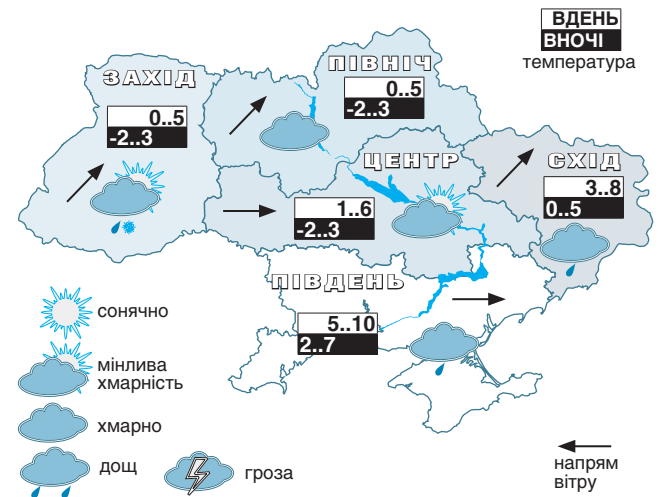 ВДЕНЬ
ВНОЧІ
температура
ЗАХІД
0..5
-2..3
ПІВНІЧ
0..5
-2..3
ЦЕНТР
1..6
-2..3
СХІД
3..8
0..5
ПІВДЕНЬ
5..10
2..7
сонячно
мінлива
хмарність
хмарно
дощ
гроза
напрям
вітру